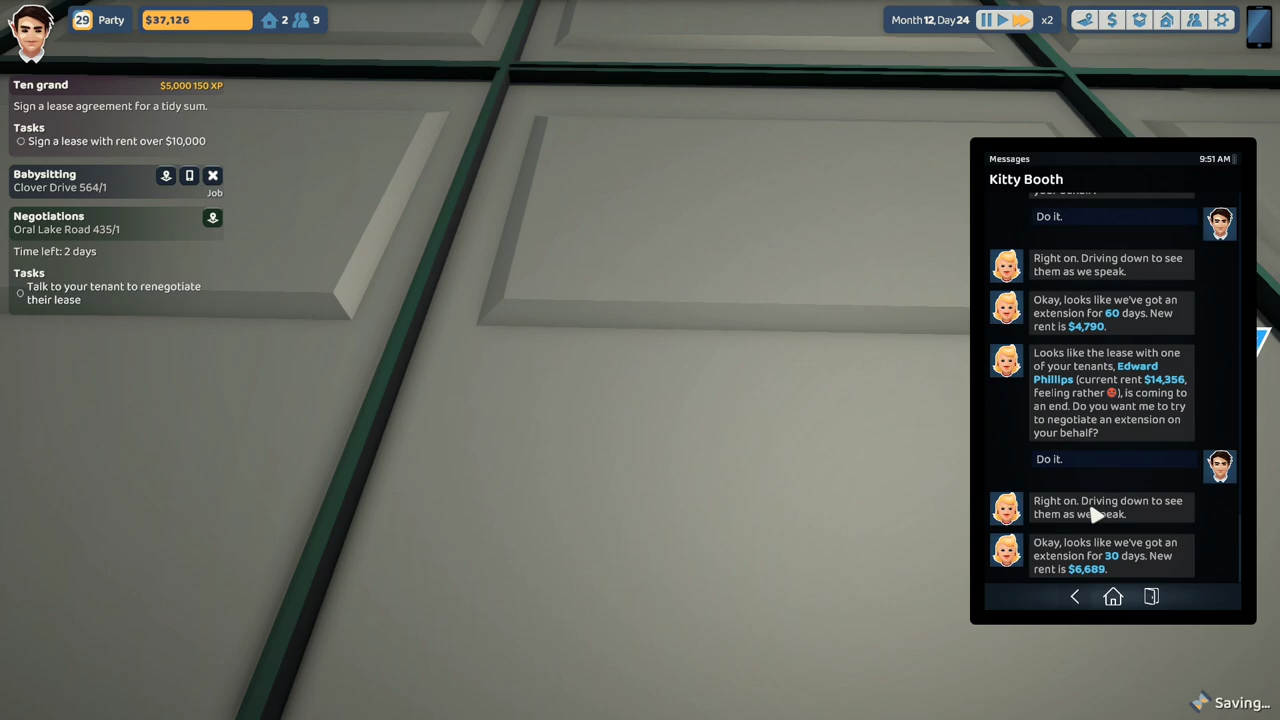 29 Party $37,126 2 9 Month 12, Day 24 x2
Ten grand $5,000 150 XP
Sign a lease agreement for a tidy sum.
Tasks
Sign a lease with rent over $10,000
Babysitting
Clover Drive 564/1
Job
Negotiations
Oral Lake Road 435/1
Time left: 2 days
Tasks
Talk to your tenant to renegotiate
their lease
Messages 9:51 AM
Kitty Booth
Do it.
Right on. Driving down to see
them as we speak.
Okay, looks like we've got an
extension for 60 days. New
rent is $4,790.
Looks like the lease with one
of your tenants, Edward
Phillips (current rent $14,356,
feeling rather ), is coming to
an end. Do you want me to try
to negotiate an extension on
your behalf?
Do it.
Right on. Driving down to see
them as we speak.
Okay, looks like we've got an
extension for 30 days. New
rent is $6,689.
Saving...